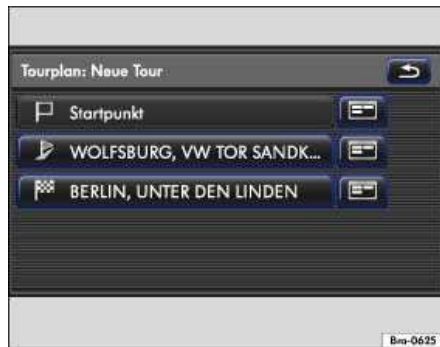 Tourplan: Neue Tour
Startpunkt
WOLFSBURG, VW TOR SANDK...
BERLIN, UNTER DEN LINDEN
Bra-0625